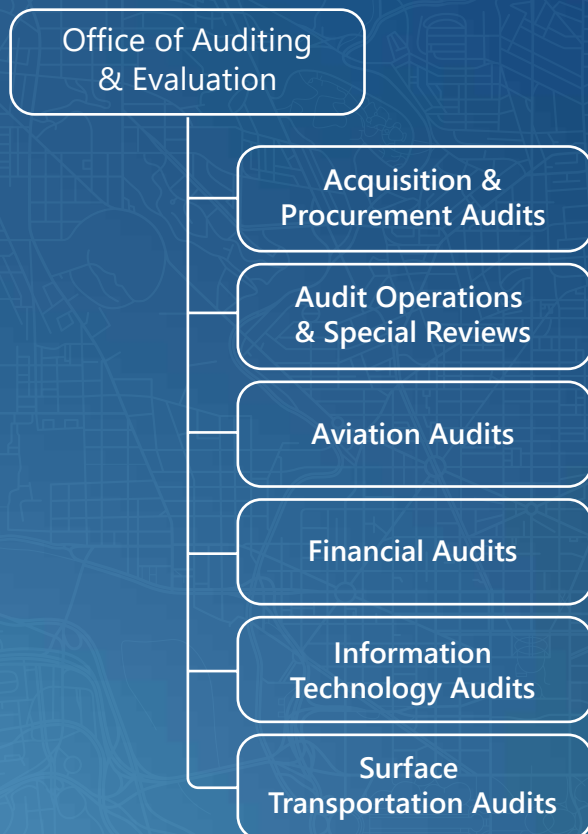 Office of Auditing
& Evaluation
Acquisition &
Procurement Audits
Audit Operations
& Special Reviews
Aviation Audits
Financial Audits
Information
Technology Audits
Surface
Transportation Audits